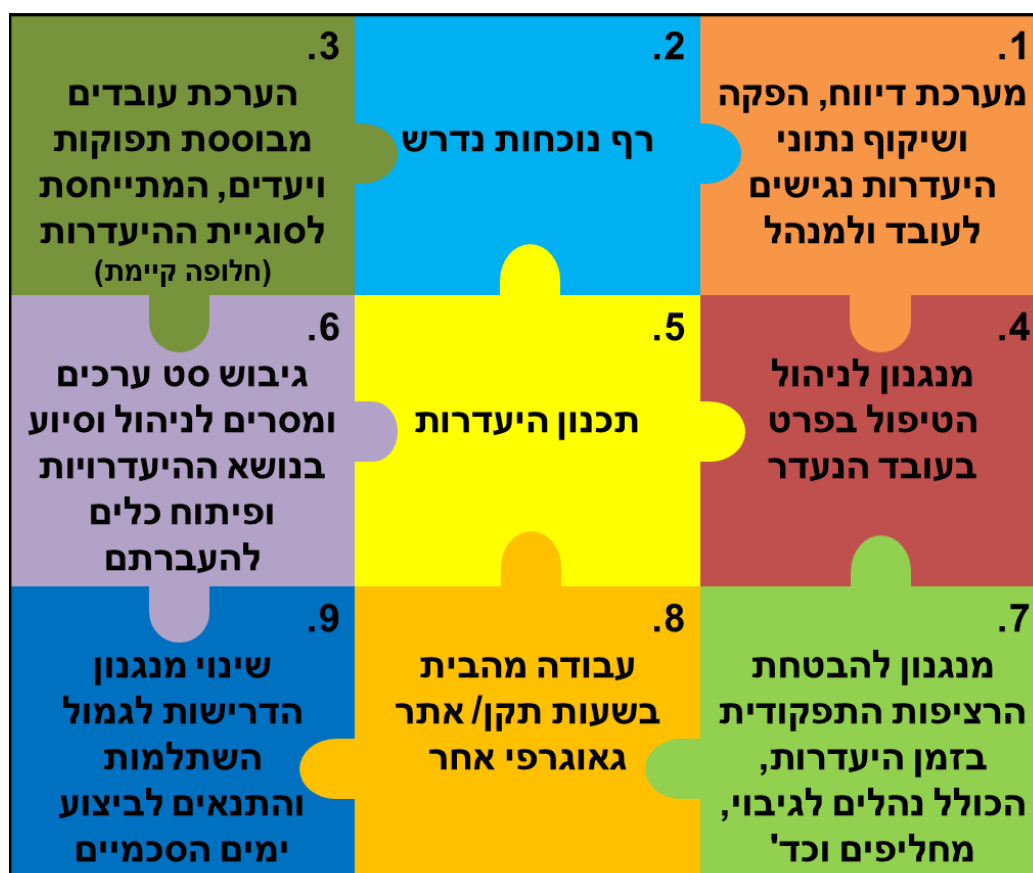 1.
מערכת דיווח, הפקה
ושיקוף נתוני
היעדרות נגישים
לעובד ולמנהל
2.
רף נוכחות נדרש
3.
הערכת עובדים
מבוססת תפוקות
ויעדים, המתייחסת
לסוגיית ההיעדרות
(חלופה קיימת)
4.
מנגנון לניהול
הטיפול בפרט
בעובד הנעדר
5.
תכנון היעדרות
6.
גיבוש סט ערכים
ומסרים לניהול וסיוע
בנושא ההיעדרויות
ופיתוח כלים
להעברתם
7.
מנגנון להבטחת
הרציפות התפקודית
בזמן היעדרות,
הכולל נהלים לגיבוי,
מחליפים וכד'
8.
עבודה מהבית
בשעות תקן/ אתר
גאוגרפי אחר
9.
שינוי מנגנון
הדרישות לגמול
השתלמות
והתנאים לביצוע
ימים הסכמיים